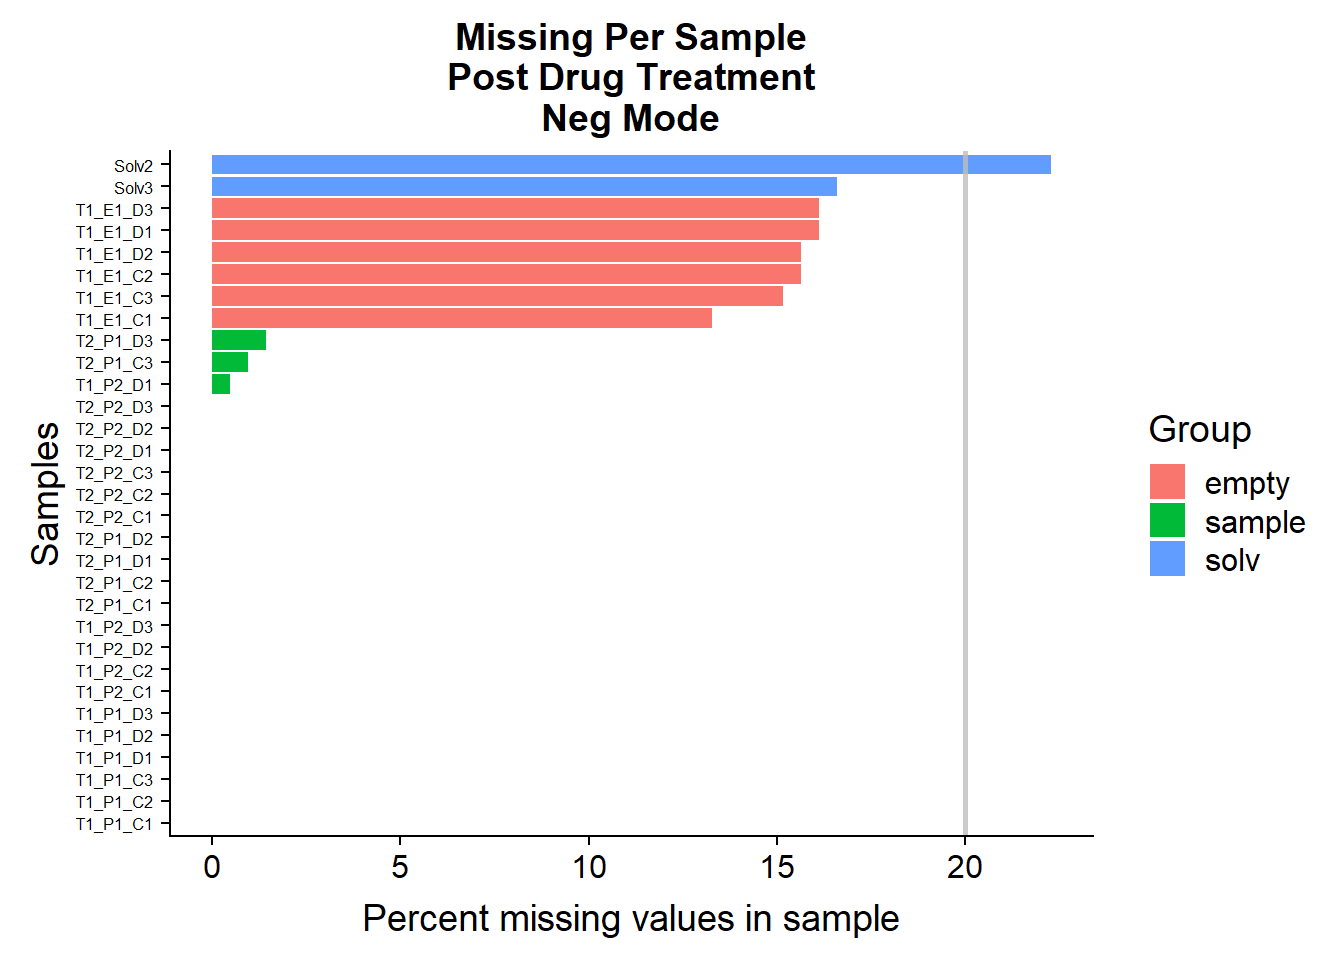 Missing Per Sample
Post Drug Treatment
Neg Mode
Solv2
Solv3
T1_E1_D3
T1_E1_D1
T1_E1_D2
T1_E1_C2
T1_E1_C3
T1_E1_C1
T2_P1_D3
T2_P1_C3
T1_P2_D1
T2_P2_D3
T2_P2_D2
T2_P2_D1
T2_P2_C3
T2_P2_C2
T2_P2_C1
T2_P1_D2
T2_P1_D1
T2_P1_C2
T2_P1_C1
T1_P2_D3
T1_P2_D2
T1_P2_C2
T1_P2_C1
T1_P1_D3
T1_P1_D2
T1_P1_D1
T1_P1_C3
T1_P1_C2
T1_P1_C1
Samples
0 5 10 15 20
Percent missing values in sample
Group
empty
sample
solv